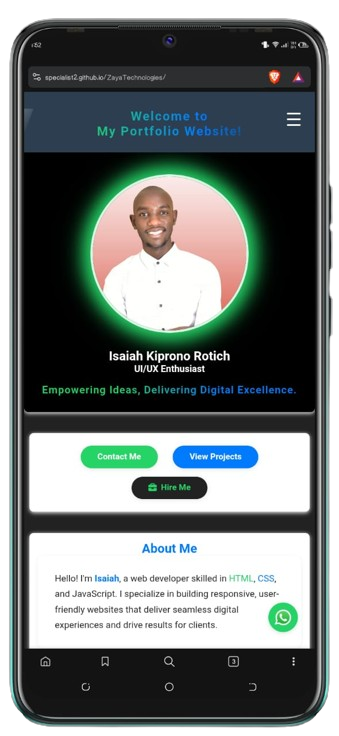 1:52
specialist2.github.io/ZayaTechnologies/
Welcome to
My Portfolio Website!
Isaiah Kiprono Rotich
UI/UX Enthusiast
Empowering Ideas, Delivering Digital Excellence.
Contact Me
View Projects
Hire Me
About Me
Hello! I'm Isaiah, a web developer skilled in HTML, CSS,
and JavaScript. I specialize in building responsive, user-
friendly websites that deliver seamless digital
experiences and drive results for clients.
3